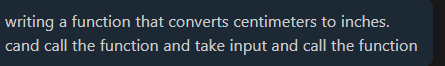 writing a function that converts centimeters to inches.
cand call the function and take input and call the function